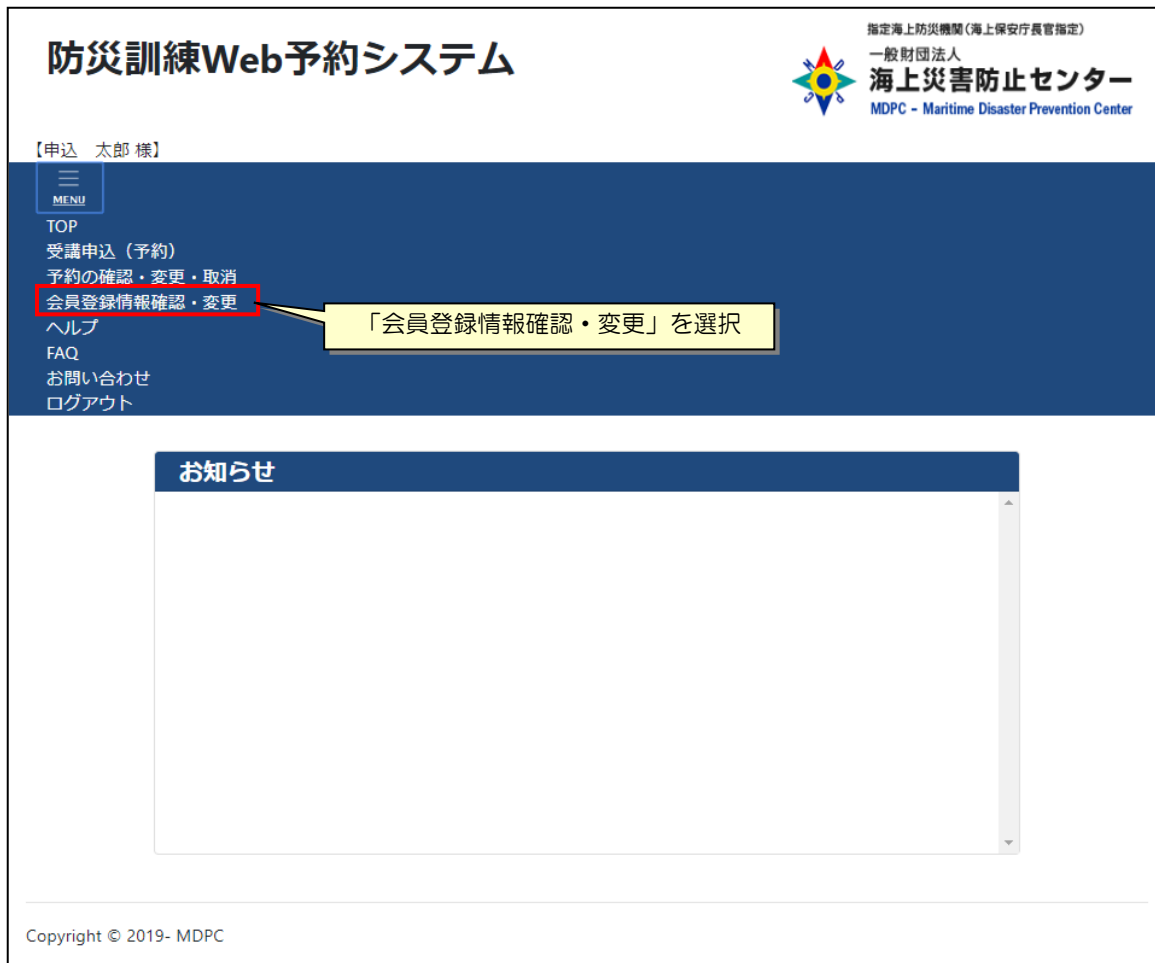 防災訓練Web予約システム
指定海上防災機関(海上保安庁長官指定)
一般財団法人
海上災害防止センター
MDPC - Maritime Disaster Prevention Center
【申込　太郎 様】
MENU
TOP
受講申込（予約）
予約の確認・変更・取消
会員登録情報確認・変更
「会員登録情報確認・変更」を選択
ヘルプ
FAQ
お問い合わせ
ログアウト
お知らせ
Copyright © 2019- MDPC